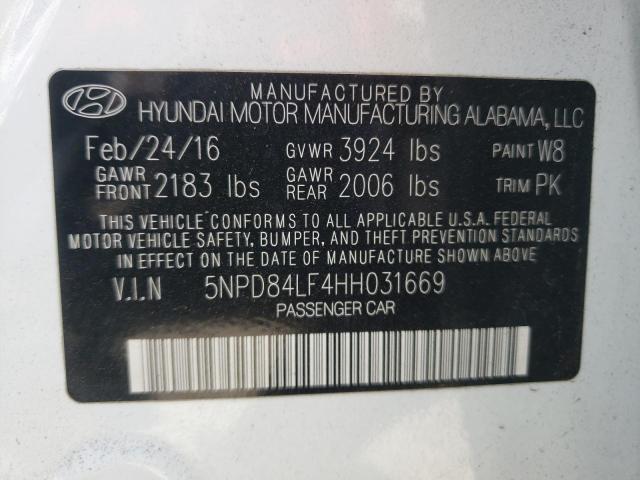 MANUFACTURED BY
HYUNDAI MOTOR MANUFACTURING ALABAMA, LLC
Feb/24/16 GVWR 3924 lbs PAINT W8
GAWR FRONT 2183 lbs GAWR REAR 2006 lbs TRIM PK
THIS VEHICLE CONFORMS TO ALL APPLICABLE U.S.A. FEDERAL
MOTOR VEHICLE SAFETY, BUMPER, AND THEFT PREVENTION STANDARDS
IN EFFECT ON THE DATE OF MANUFACTURE SHOWN ABOVE.
V.I.N 5NPD84LF4HH031669
PASSENGER CAR